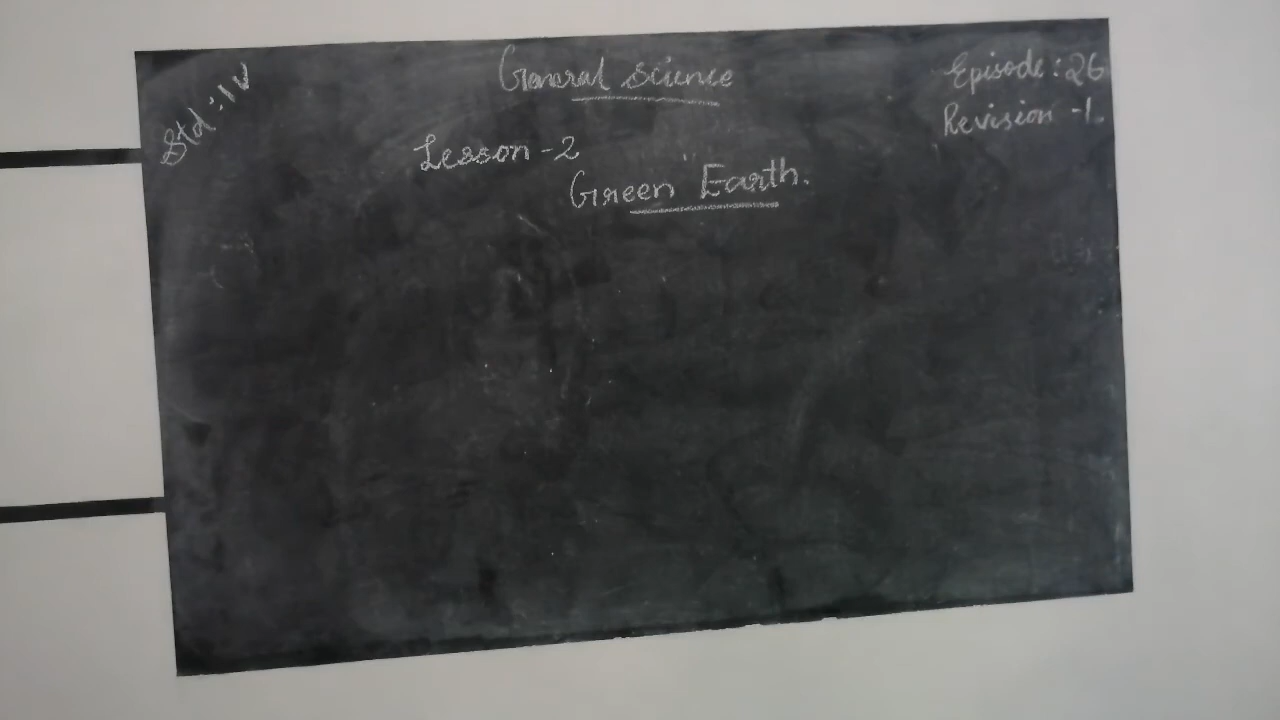 Std : IV
General Science
Episode : 26
Revision - 1.
Lesson - 2
Green Earth.